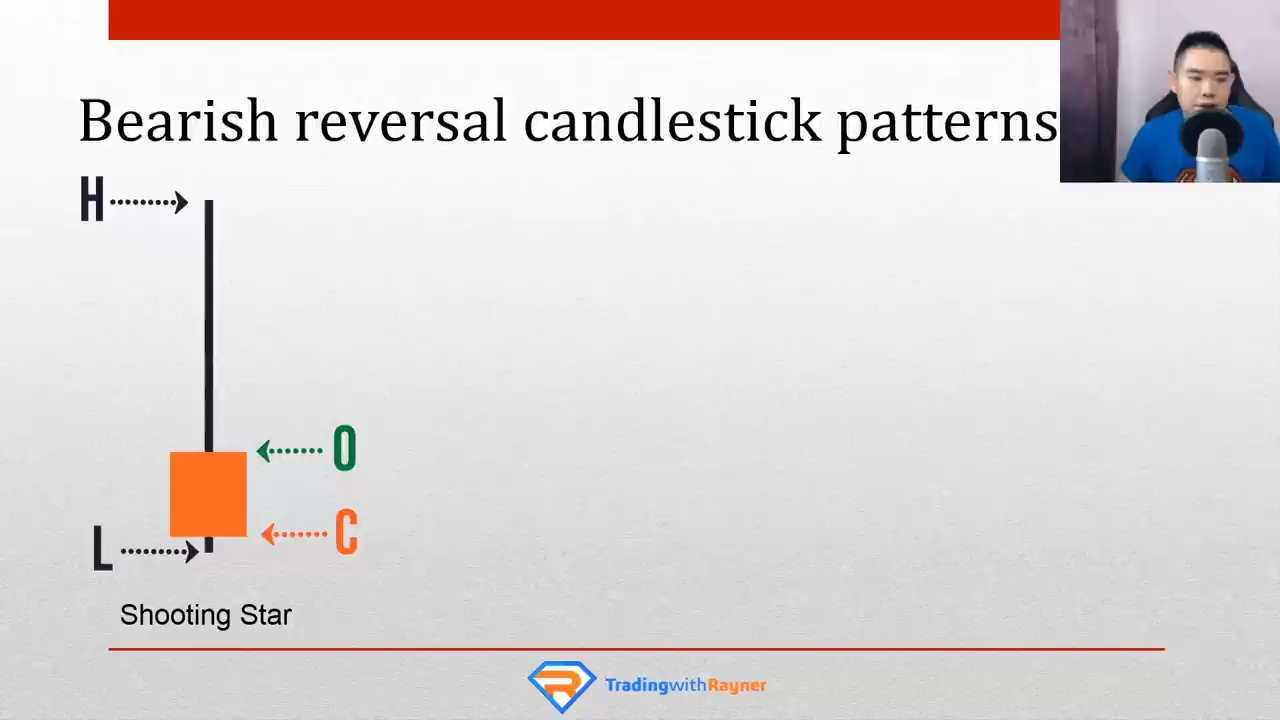 Bearish reversal candlestick patterns
H
O
C
L
Shooting Star
TradingwithRayner